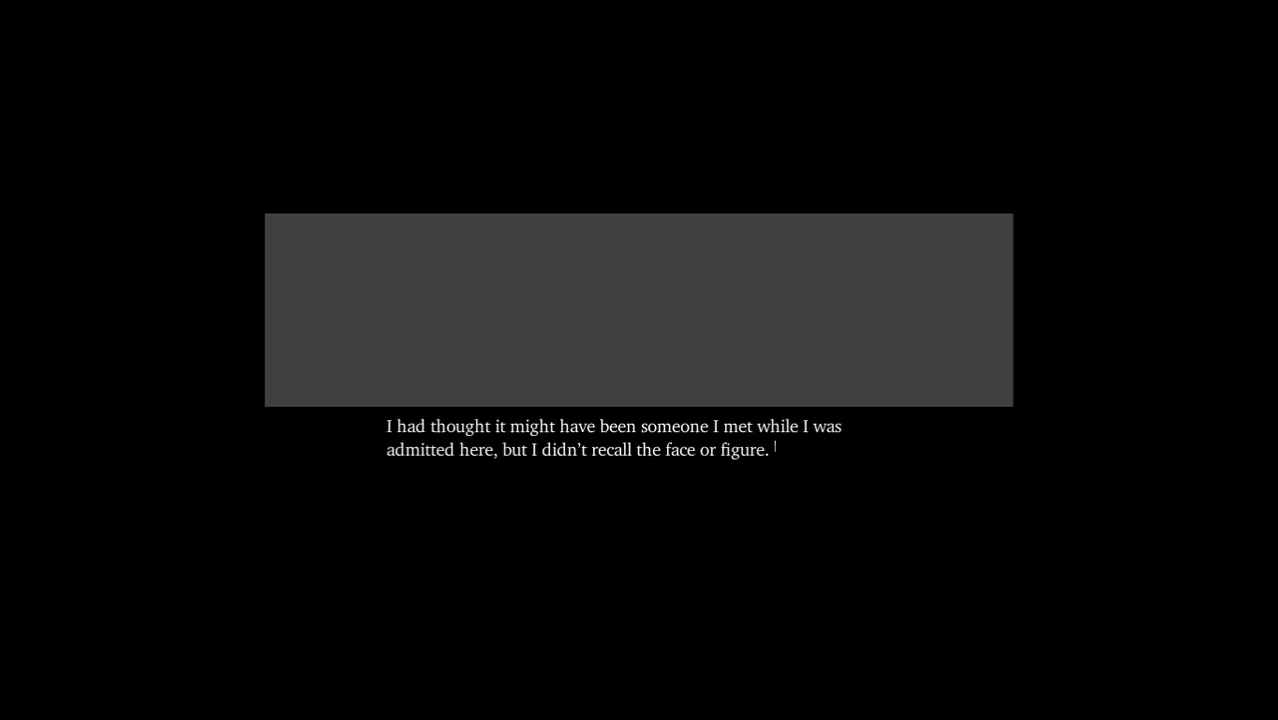 I had thought it might have been someone I met while I was
admitted here, but I didn’t recall the face or figure.